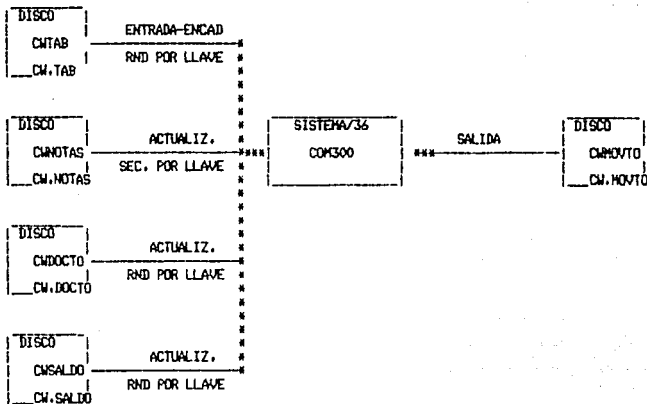 DISCO
CWTAB
CW.TAB
ENTRADA-ENCAD
RND POR LLAVE
DISCO
CWNOTAS
CW.NOTAS
ACTUALIZ.
SEC. POR LLAVE
SISTEMA/36
COM300
SALIDA
DISCO
CWMOVTO
CW.MOVTO
DISCO
CWDOCTO
CW.DOCTO
ACTUALIZ.
RND POR LLAVE
DISCO
CWSALDO
CW.SALDO
ACTUALIZ.
RND POR LLAVE